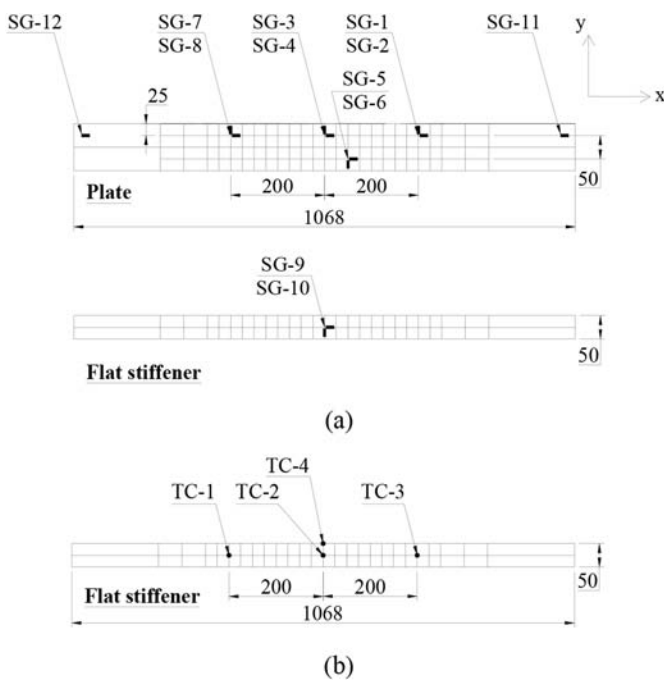 SG-12
SG-7
SG-8
SG-3
SG-4
SG-1
SG-2
SG-11
y
x
SG-5
SG-6
25
50
200
200
Plate
1068
SG-9
SG-10
50
Flat stiffener
(a)
TC-4
TC-1
TC-2
TC-3
50
200
200
Flat stiffener
1068
(b)